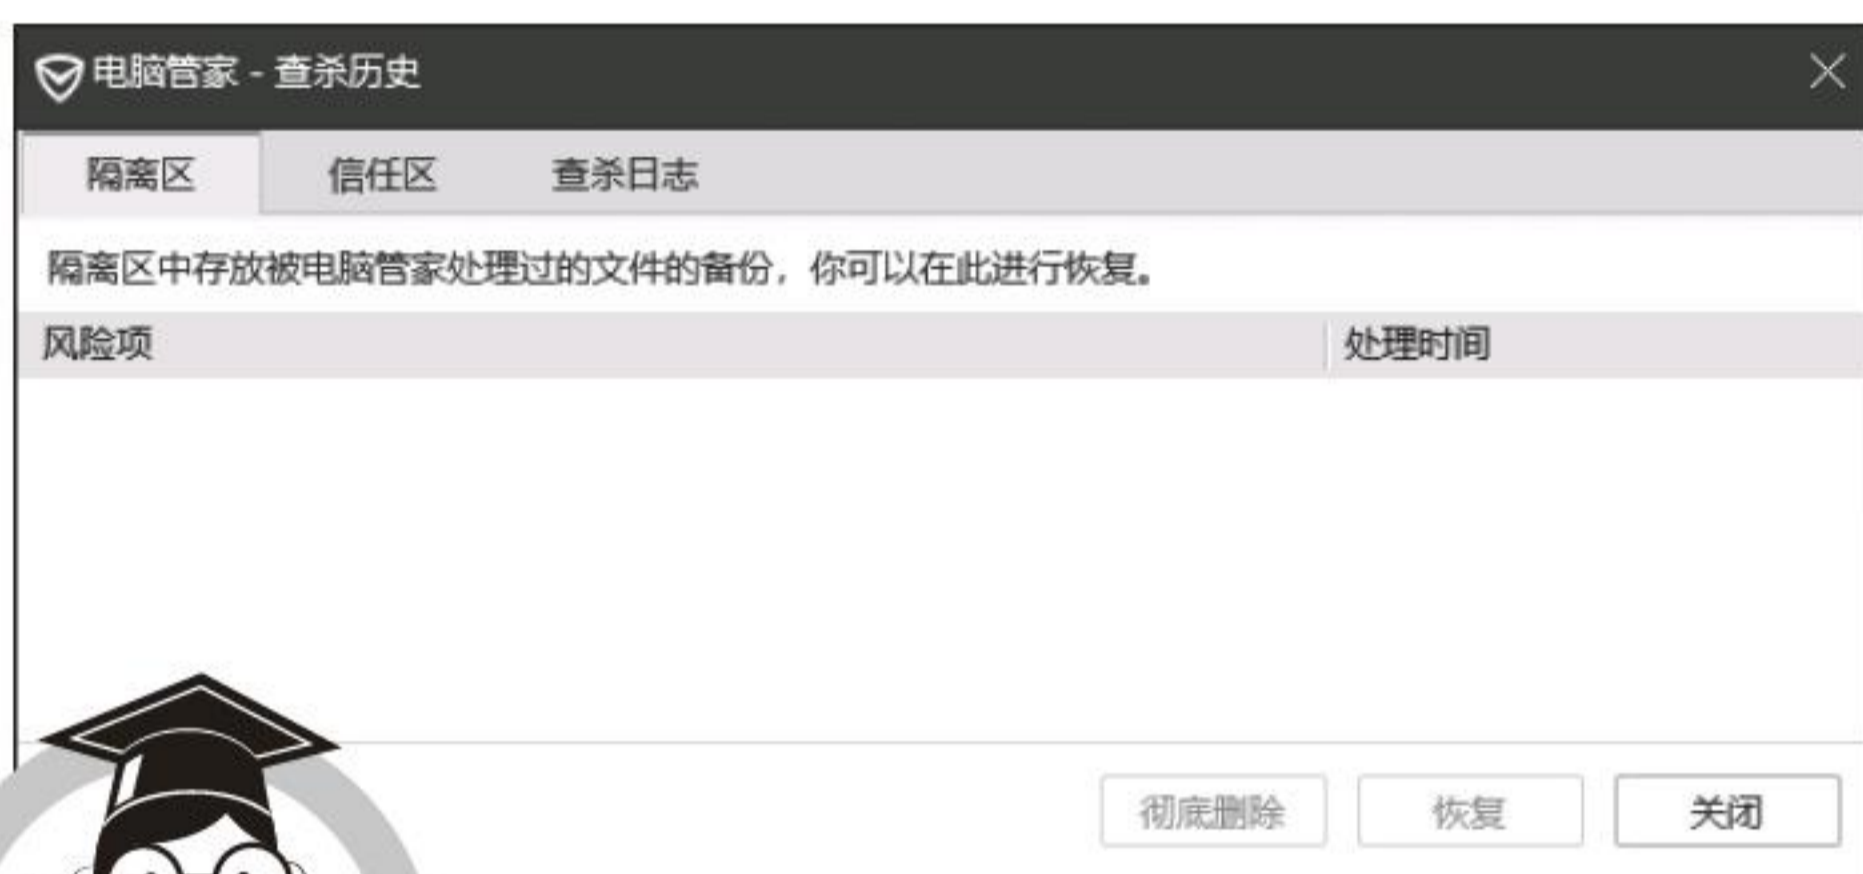 电脑管家 - 查杀历史
隔离区 信任区 查杀日志
隔离区中存放被电脑管家处理过的文件的备份，你可以在此进行恢复。
风险项 处理时间
彻底删除 恢复 关闭